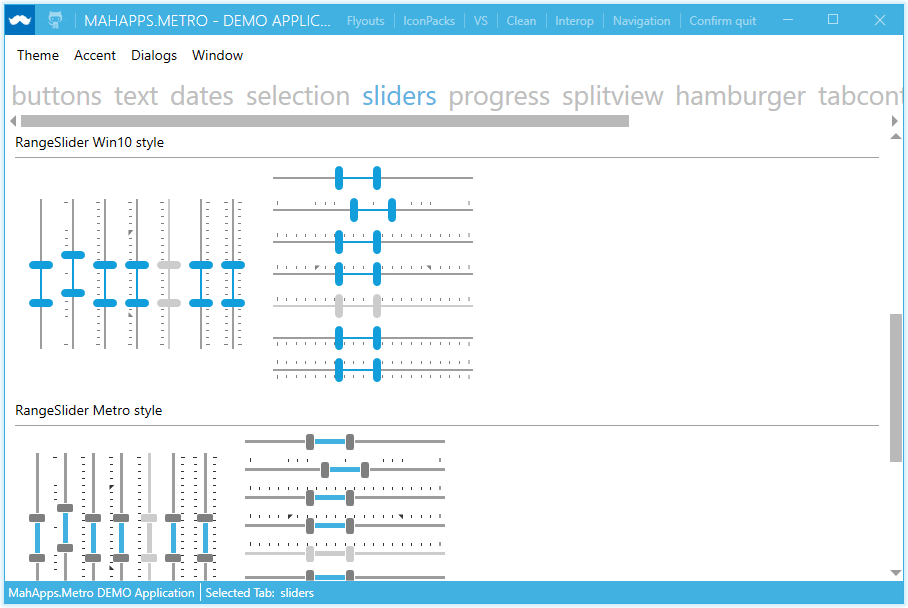 MAHAPPS.METRO - DEMO APPLIC... Flyouts IconPacks VS Clean Interop Navigation Confirm quit
Theme Accent Dialogs Window
buttons text dates selection sliders progress splitview hamburger tabcont
RangeSlider Win10 style
RangeSlider Metro style
MahApps.Metro DEMO Application Selected Tab: sliders